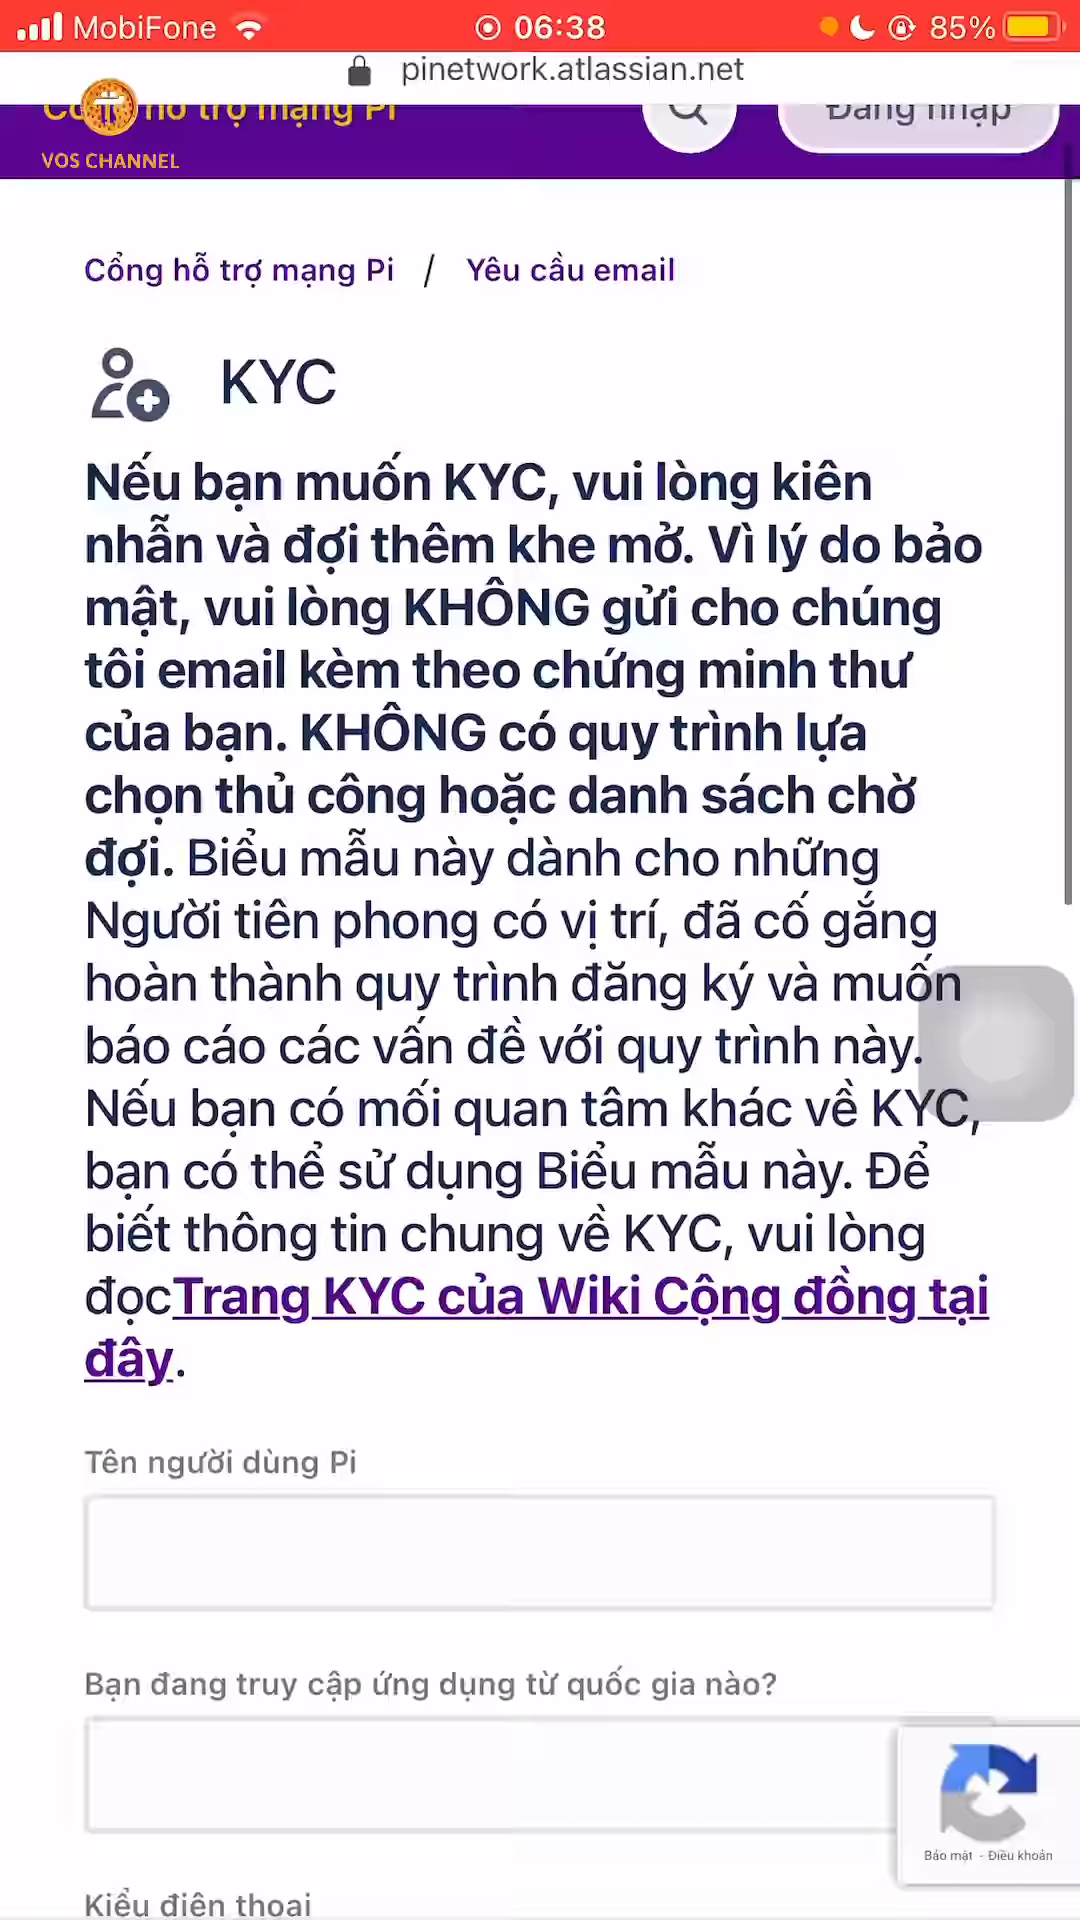 MobiFone
06:38
85%
pinetwork.atlassian.net
hỗ trợ mạng Pi
Đăng nhập
VOS CHANNEL
Cổng hỗ trợ mạng Pi / Yêu cầu email
KYC
Nếu bạn muốn KYC, vui lòng kiên
nhẫn và đợi thêm khe mở. Vì lý do bảo
mật, vui lòng KHÔNG gửi cho chúng
tôi email kèm theo chứng minh thư
của bạn. KHÔNG có quy trình lựa
chọn thủ công hoặc danh sách chờ
đợi. Biểu mẫu này dành cho những
Người tiên phong có vị trí, đã cố gắng
hoàn thành quy trình đăng ký và muốn
báo cáo các vấn đề với quy trình này.
Nếu bạn có mối quan tâm khác về KYC,
bạn có thể sử dụng Biểu mẫu này. Để
biết thông tin chung về KYC, vui lòng
đọcTrang KYC của Wiki Cộng đồng tại
đây.
Tên người dùng Pi
Bạn đang truy cập ứng dụng từ quốc gia nào?
Bảo mật - Điều khoản
Kiểu điện thoại